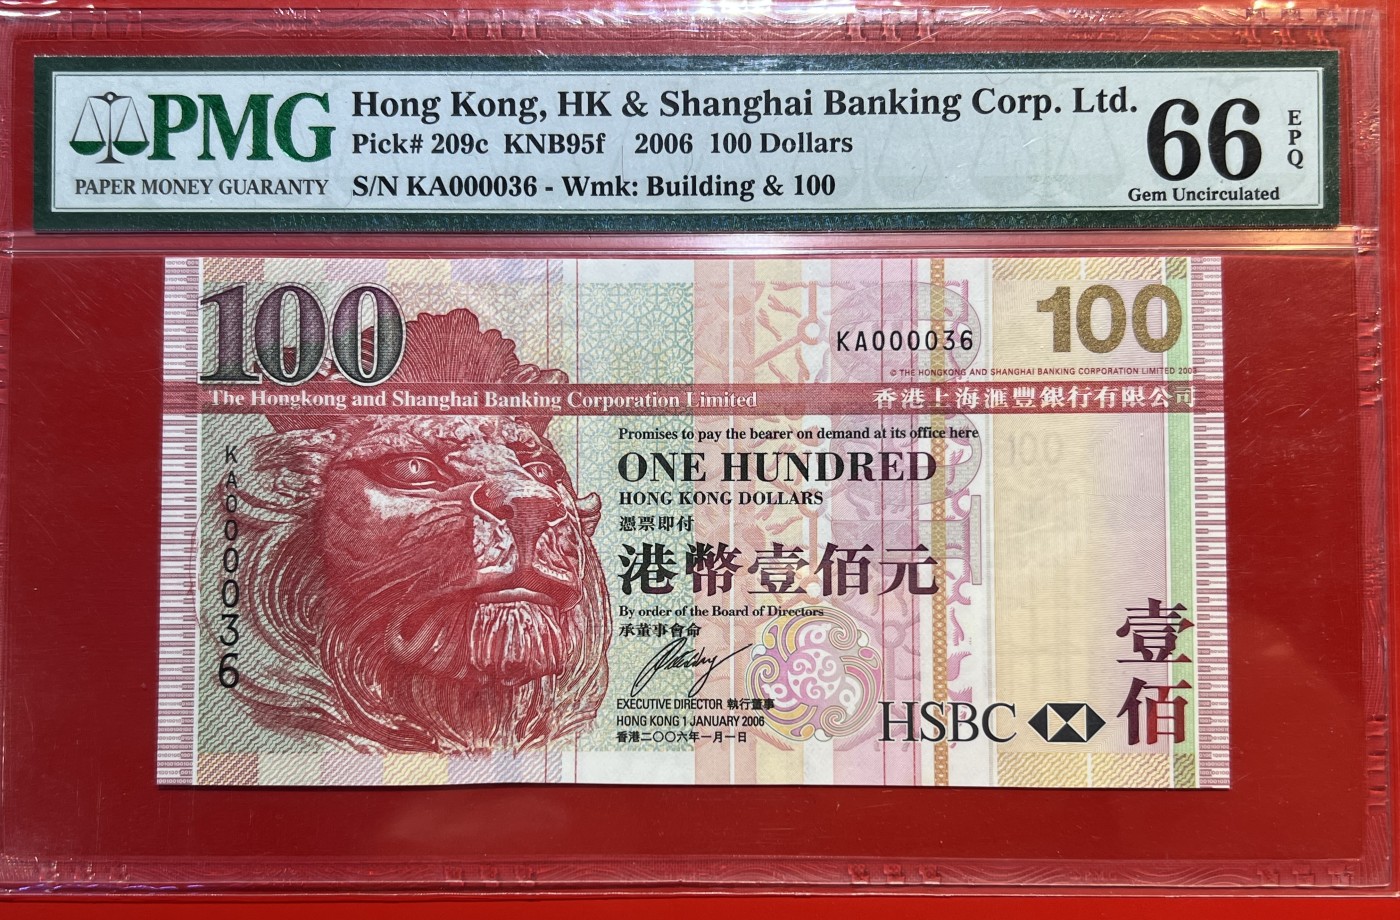 PMG
PAPER MONEY GUARANTY
Hong Kong, HK & Shanghai Banking Corp. Ltd.
Pick# 209c KNB95f 2006 100 Dollars
S/N KA000036 - Wmk: Building & 100
66
EPQ
Gem Uncirculated
100
KA000036
100
© THE HONGKONG AND SHANGHAI BANKING CORPORATION LIMITED
The Hongkong and Shanghai Banking Corporation Limited
香港上海滙豐銀行有限公司
KA000036
Promises to pay the bearer on demand at its office here
ONE HUNDRED
HONG KONG DOLLARS
憑票即付
港幣壹佰元
By order of the Board of Directors
承董事會命
EXECUTIVE DIRECTOR 執行董事
HONG KONG 1 JANUARY 2006
香港二〇〇六年一月一日
HSBC
壹佰